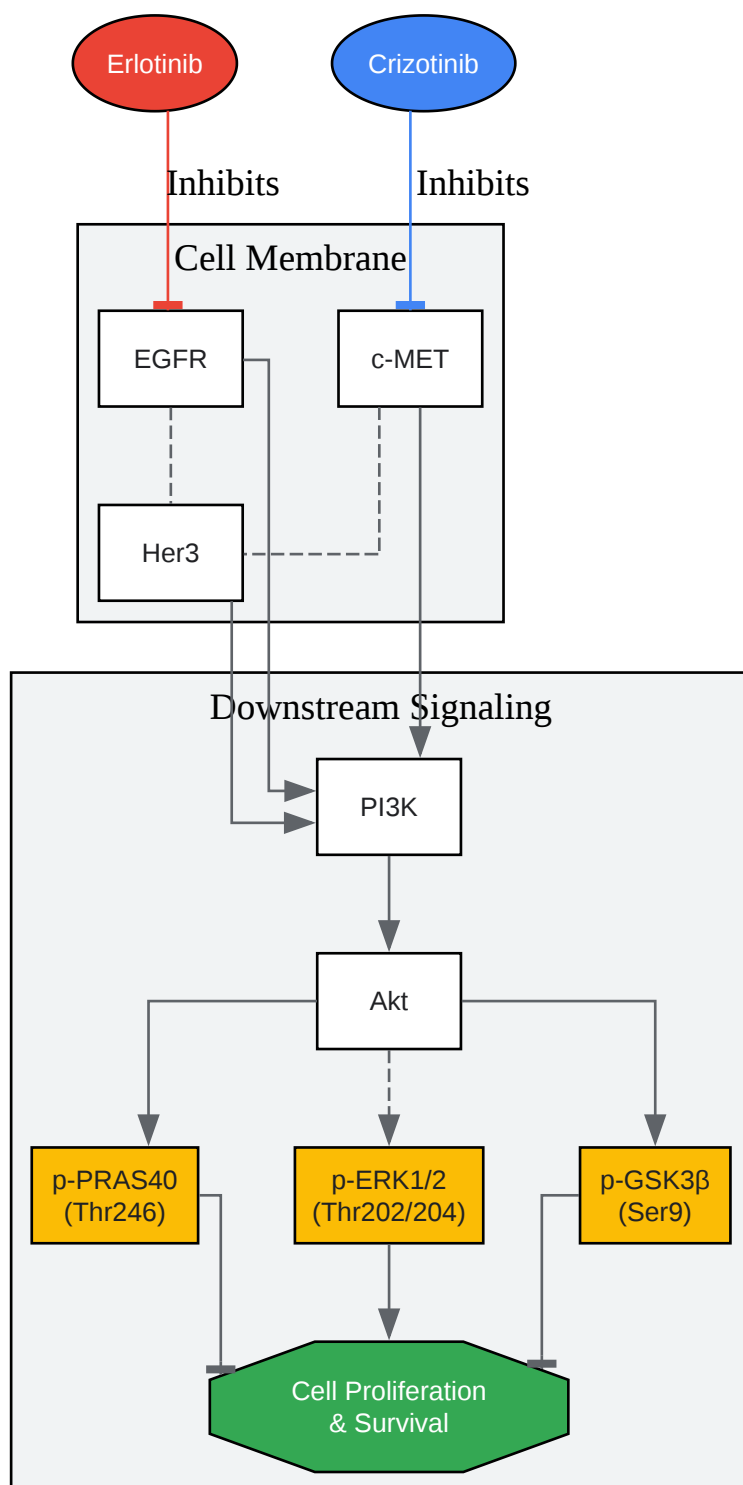 Erlotinib
Crizotinib
Inhibits
Inhibits
Cell Membrane
EGFR
c-MET
Her3
Downstream Signaling
PI3K
Akt
p-PRAS40
(Thr246)
p-ERK1/2
(Thr202/204)
p-GSK3β
(Ser9)
Cell Proliferation
& Survival